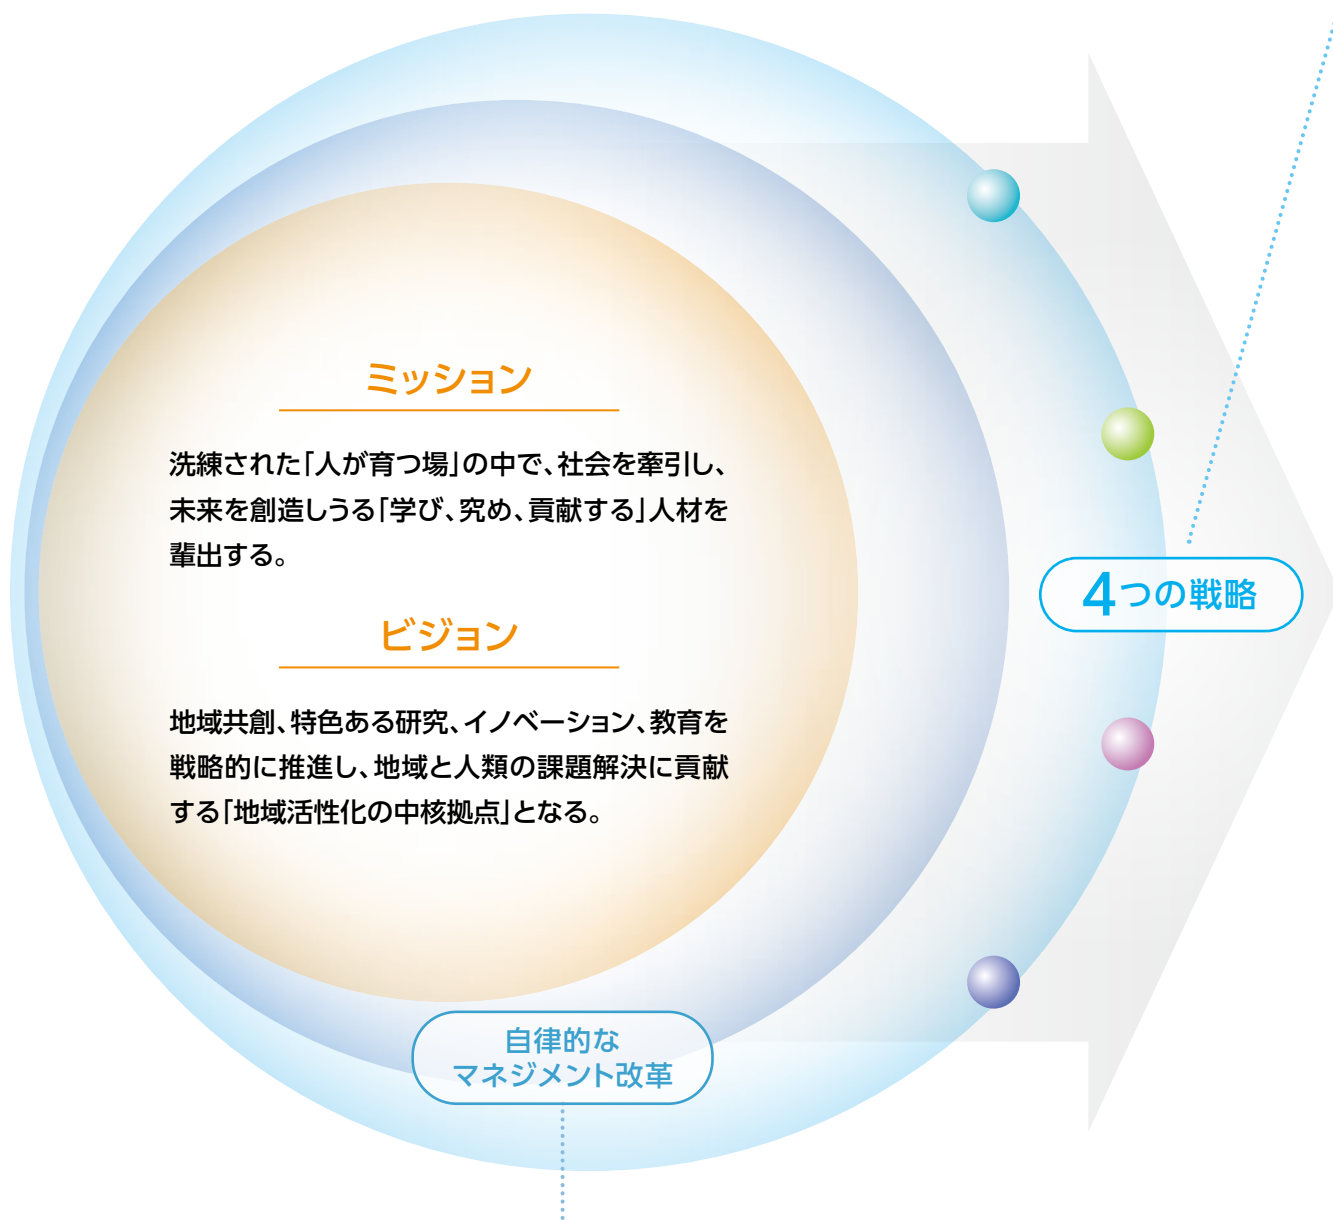 ミッション
洗練された「人が育つ場」の中で、社会を牽引し、
未来を創造しうる「学び、究め、貢献する」人材を
輩出する。
ビジョン
地域共創、特色ある研究、イノベーション、教育を
戦略的に推進し、地域と人類の課題解決に貢献
する「地域活性化の中核拠点」となる。
4つの戦略
自律的な
マネジメント改革